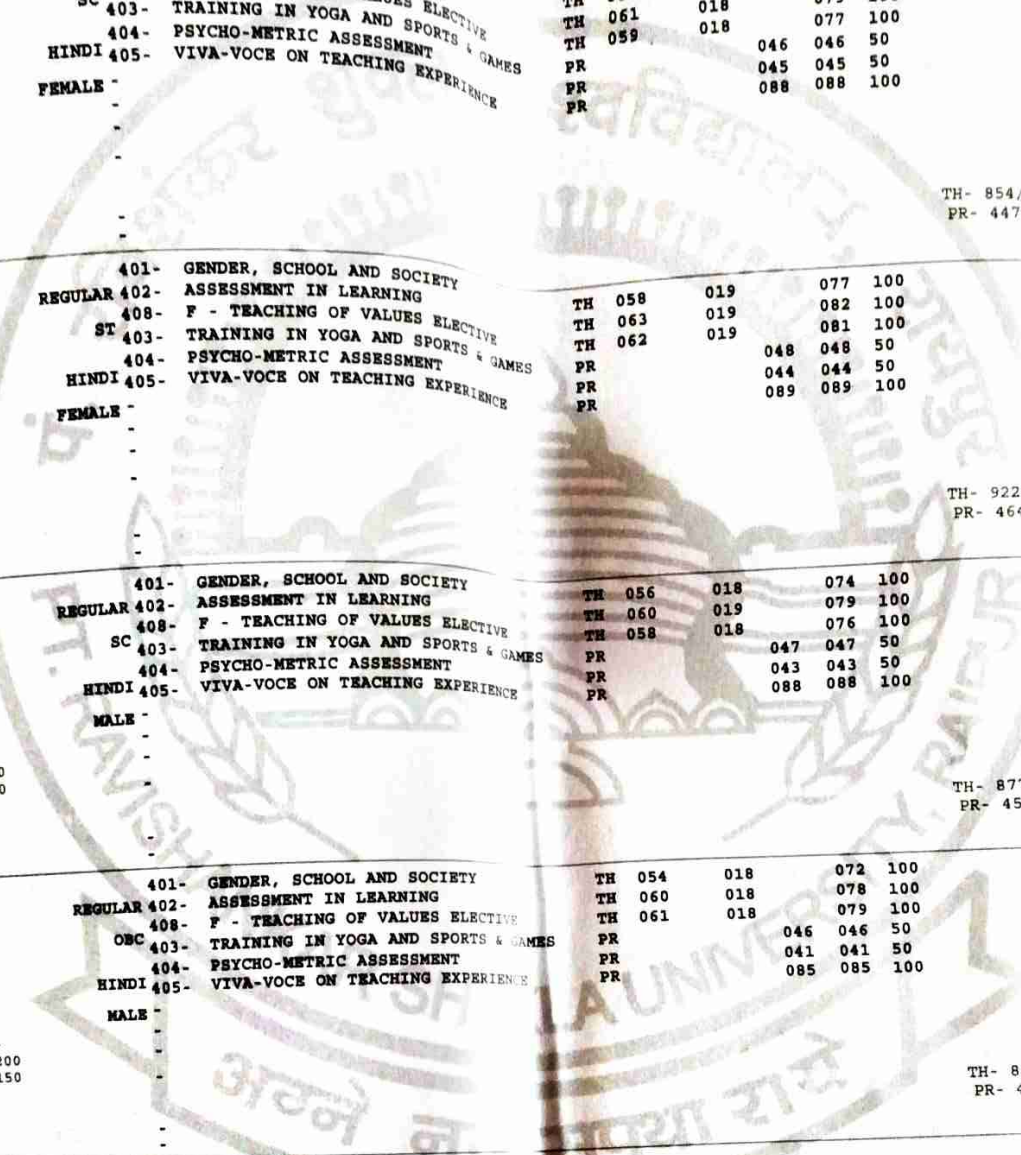 SC 403- TRAINING IN YOGA AND SPORTS & GAMES TH 061 018
404- PSYCHO-METRIC ASSESSMENT TH 059 018 077 100
HINDI 405- VIVA-VOCE ON TEACHING EXPERIENCE PR 046 046 50
PR 045 045 50
FEMALE - PR 088 088 100
-
-
TH- 854/
PR- 447
-
-
401- GENDER, SCHOOL AND SOCIETY TH 058 019 077 100
REGULAR 402- ASSESSMENT IN LEARNING TH 063 019 082 100
408- F - TEACHING OF VALUES ELECTIVE TH 062 019 081 100
ST 403- TRAINING IN YOGA AND SPORTS & GAMES PR 048 048 50
404- PSYCHO-METRIC ASSESSMENT PR 044 044 50
HINDI 405- VIVA-VOCE ON TEACHING EXPERIENCE PR 089 089 100
FEMALE -
-
-
-
TH- 922
PR- 464
-
-
401- GENDER, SCHOOL AND SOCIETY TH 056 018 074 100
REGULAR 402- ASSESSMENT IN LEARNING TH 060 019 079 100
408- F - TEACHING OF VALUES ELECTIVE TH 058 018 076 100
SC 403- TRAINING IN YOGA AND SPORTS & GAMES PR 047 047 50
404- PSYCHO-METRIC ASSESSMENT PR 043 043 50
HINDI 405- VIVA-VOCE ON TEACHING EXPERIENCE PR 088 088 100
MALE -
-
-
-
TH- 877
PR- 45
-
-
401- GENDER, SCHOOL AND SOCIETY TH 054 018 072 100
REGULAR 402- ASSESSMENT IN LEARNING TH 060 018 078 100
408- F - TEACHING OF VALUES ELECTIVE TH 061 018 079 100
OBC 403- TRAINING IN YOGA AND SPORTS & GAMES PR 046 046 50
404- PSYCHO-METRIC ASSESSMENT PR 041 041 50
HINDI 405- VIVA-VOCE ON TEACHING EXPERIENCE PR 085 085 100
MALE -
-
-
-
200 TH- 8
150 PR- 4
-
-
PT. RAVISH SH LA UNIVERSITY, RAIPUR